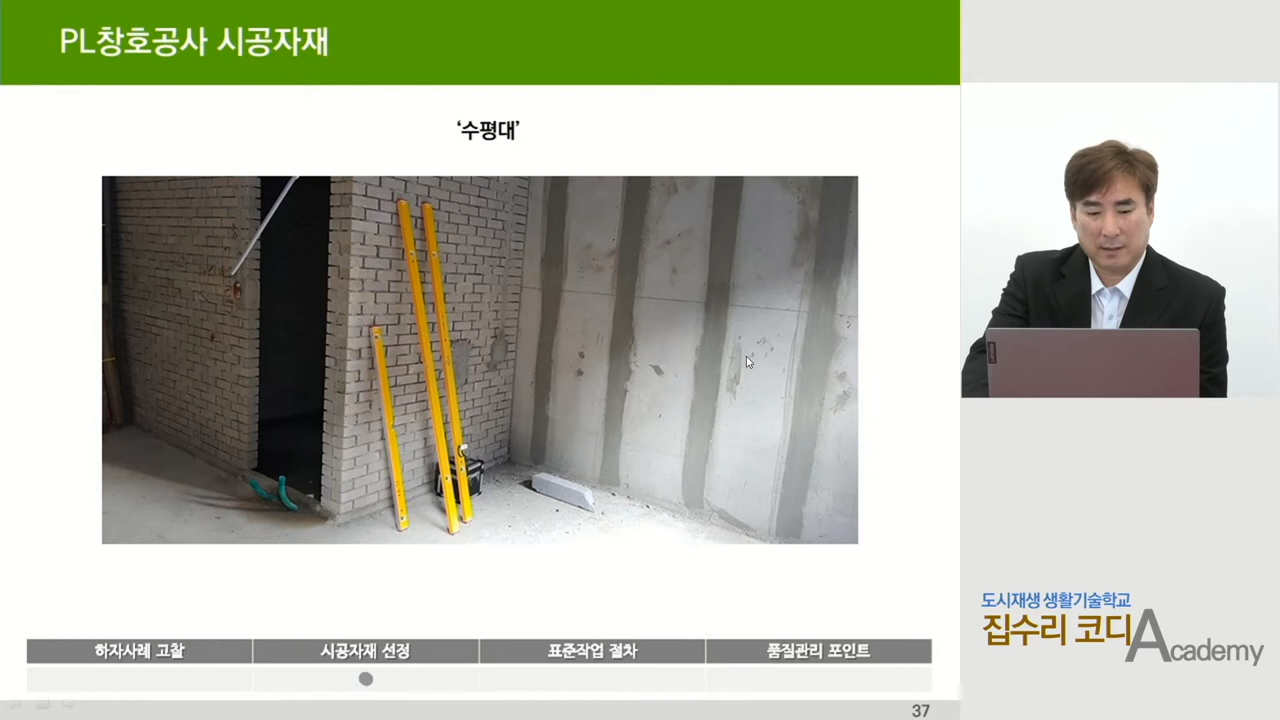 PL창호공사 시공자재
‘수평대’
하자사례 고찰
시공자재 선정
표준작업 절차
품질관리 포인트
37
도시재생 생활기술학교
집수리 코디Academy